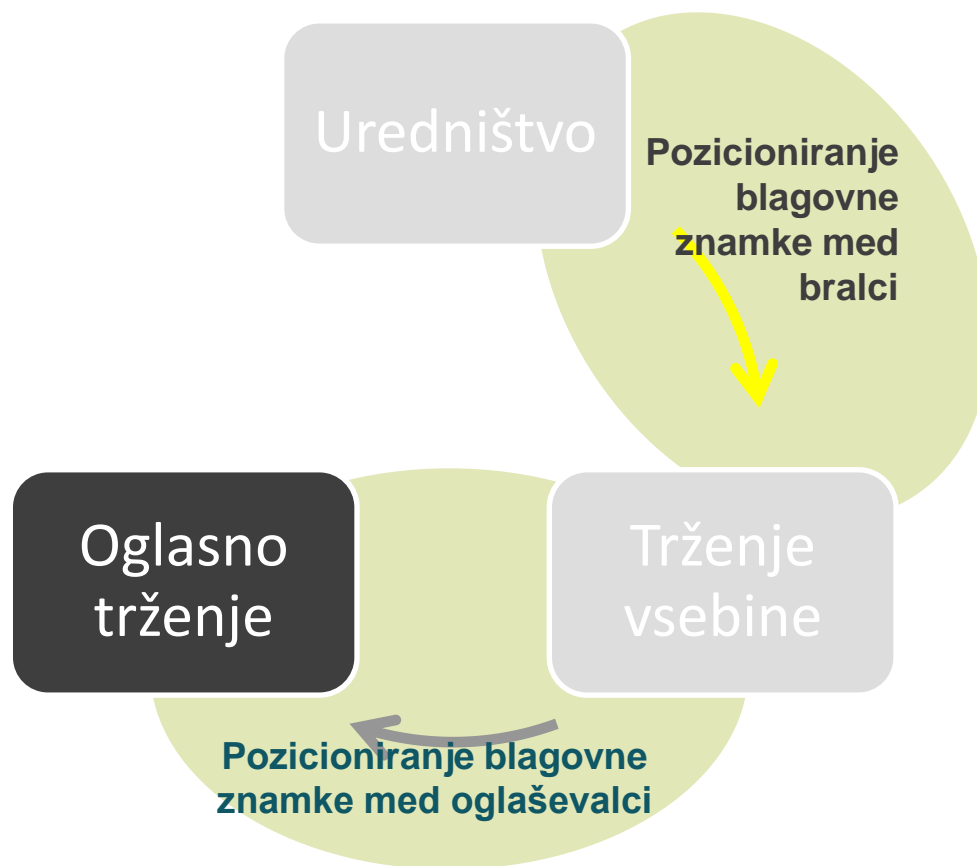 Uredništvo
Pozicioniranje
blagovne
znamke med
bralci
Oglasno
trženje
Trženje
vsebine
Pozicioniranje blagovne
znamke med oglaševalci